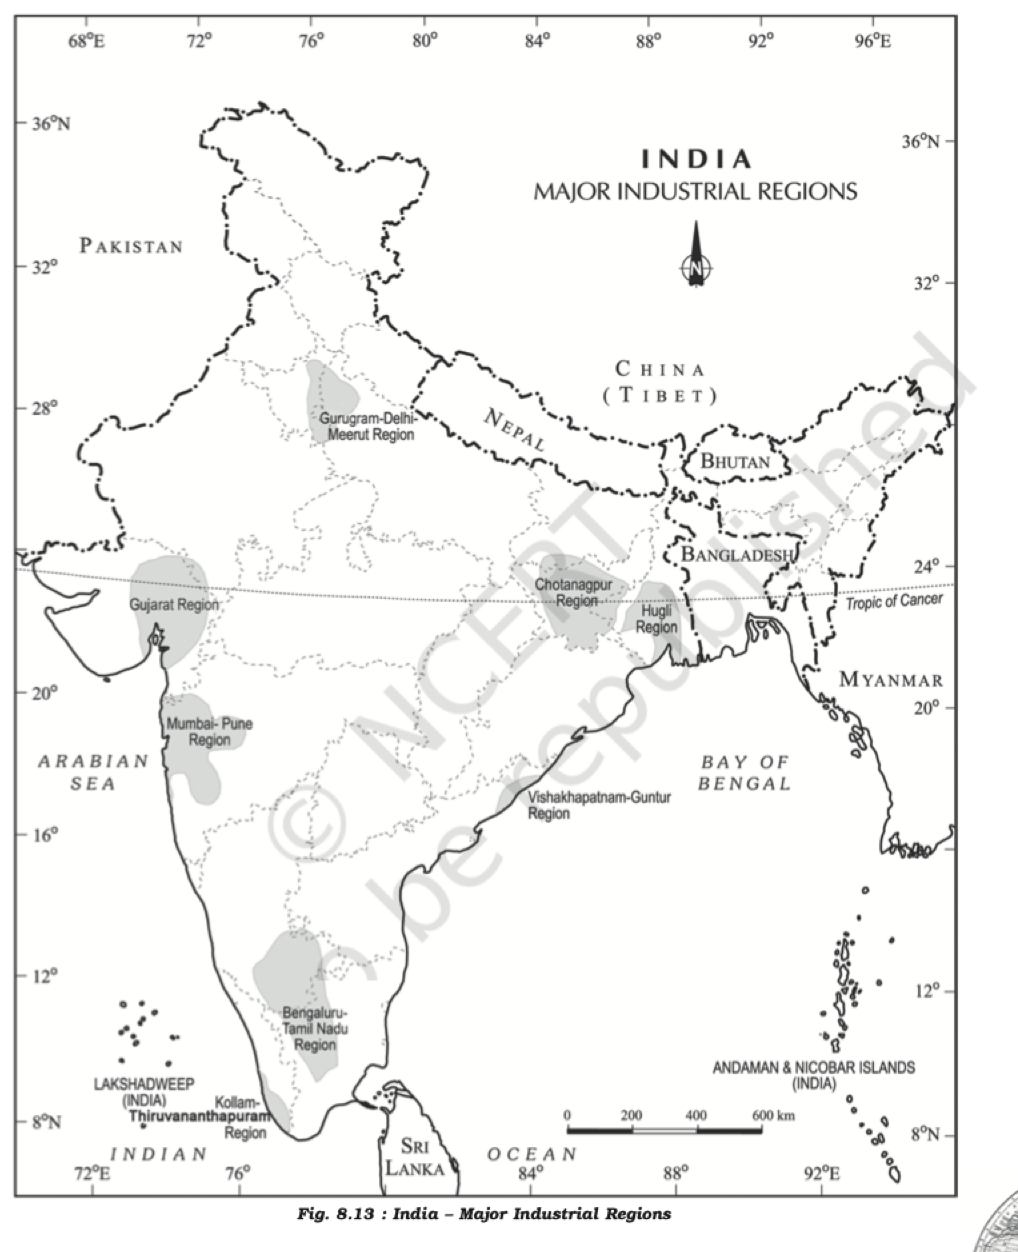 68°E 72° 76° 80° 84° 88° 92° 96°E
36°N
36°N
INDIA
MAJOR INDUSTRIAL REGIONS
N
PAKISTAN
32°
32°
CHINA
(TIBET)
28°
28°
NEPAL
Gurugram-Delhi-
Meerut Region
BHUTAN
BANGLADESH
24°
Chotanagpur
Region
Gujarat Region
Hugli
Region
Tropic of Cancer
MYANMAR
20°
20°
Mumbai- Pune
Region
ARABIAN
SEA
BAY OF
BENGAL
Vishakhapatnam-Guntur
Region
16°
© NCERT
be republished
12°
12°
Bengaluru-
Tamil Nadu
Region
LAKSHADWEEP
(INDIA)
ANDAMAN & NICOBAR ISLANDS
(INDIA)
Kollam-
Thiruvananthapuram
Region
0 200 400 600 km
8°N
8°N
SRI
LANKA
INDIAN OCEAN
72°E 76° 84° 88° 92°E
Fig. 8.13 : India – Major Industrial Regions